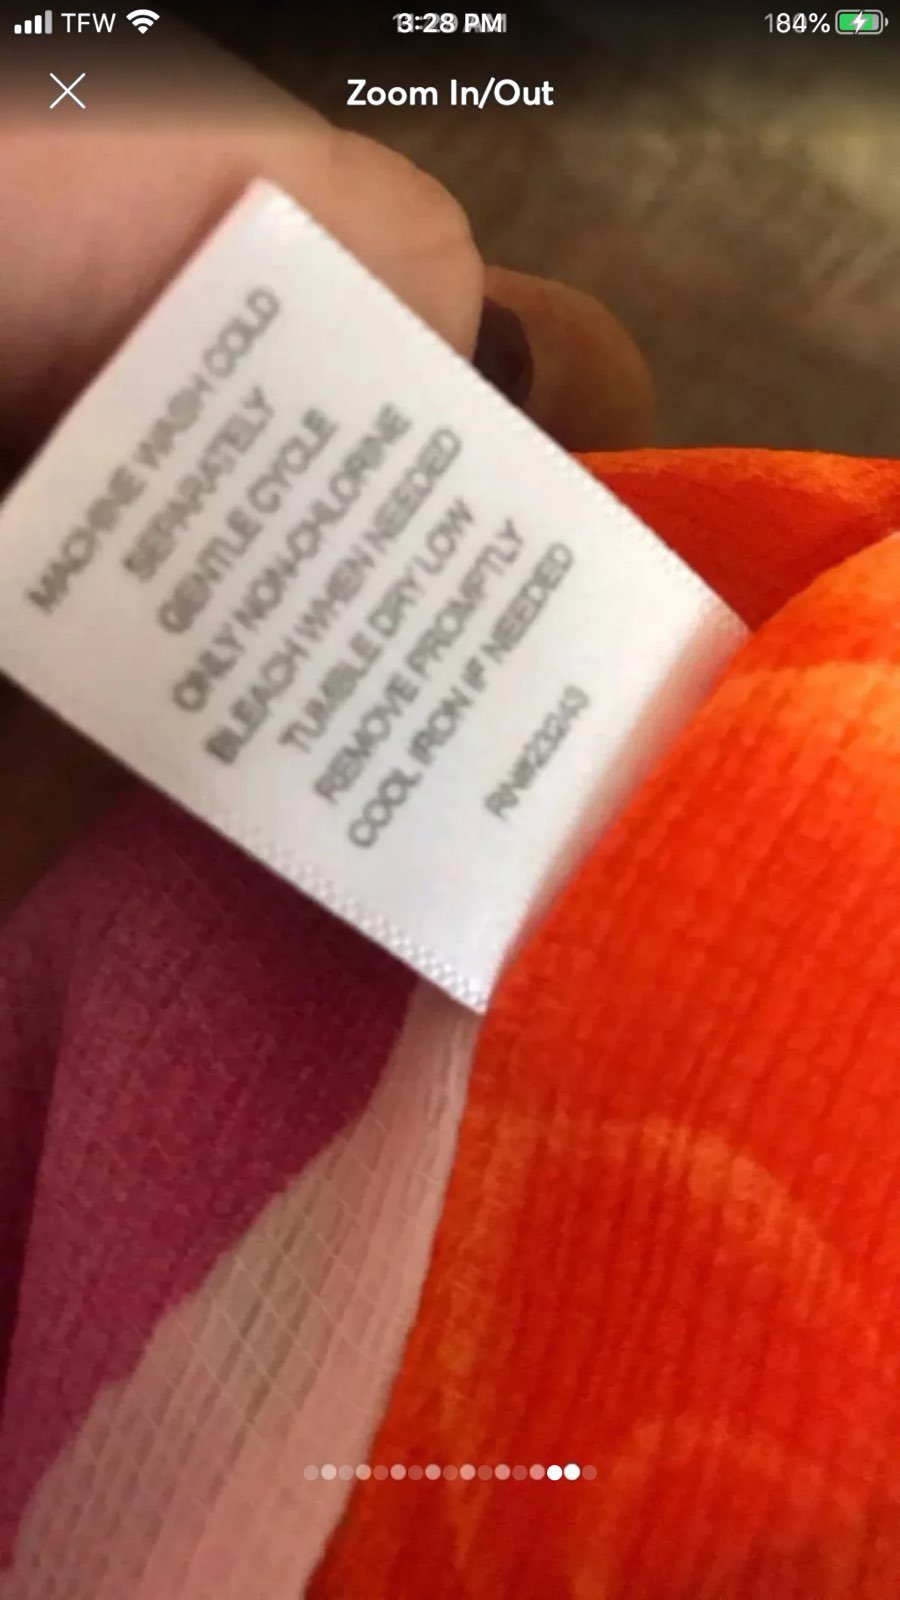 TFW
3:28 PM
84%
Zoom In/Out
MACHINE WASH COLD
SEPARATELY
GENTLE CYCLE
ONLY NON-CHLORINE
BLEACH WHEN NEEDED
TUMBLE DRY LOW
REMOVE PROMPTLY
COOL IRON IF NEEDED